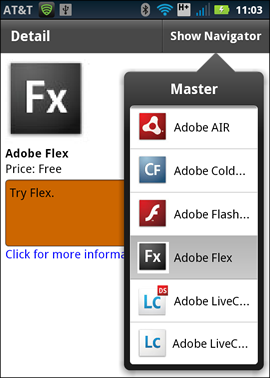 AT&T H+ 11:03
Detail
Show Navigator
Fx
Adobe Flex
Price: Free
Try Flex.
Click for more informa
Master
Adobe AIR
CF Adobe Cold...
Adobe Flash...
Fx Adobe Flex
Lc DS Adobe LiveC...
Lc Adobe LiveC...